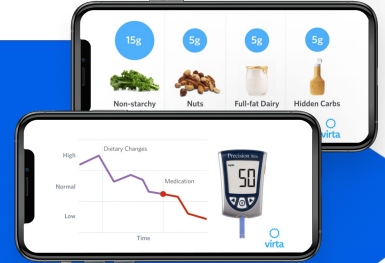 15g 5g 5g 5g
Non-starchy Nuts Full-fat Dairy Hidden Carbs
virta
Dietary Changes
High
Precision Xtra
50
Medication
Normal
Low
Time
virta